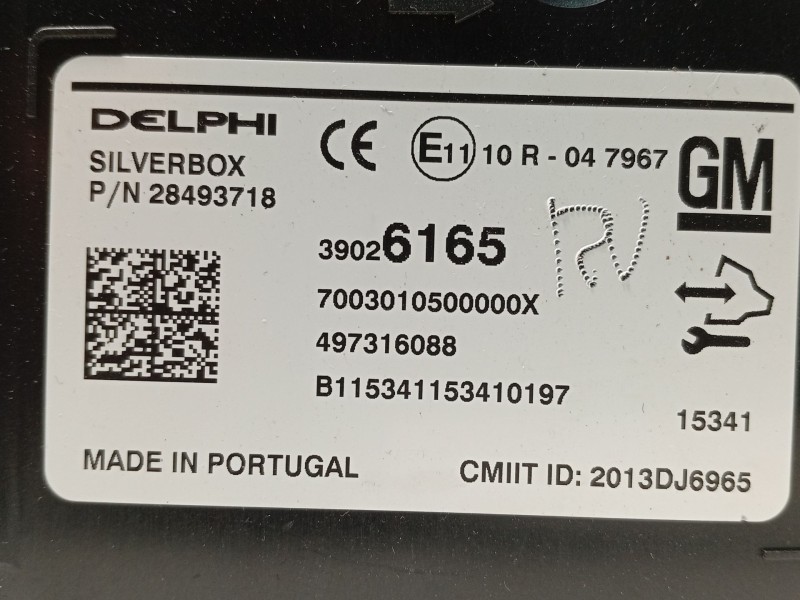 DELPHI
SILVERBOX
P/N 28493718
CE
E11 10 R - 04 7967
GM
39026165
RV
7003010500000X
497316088
B115341153410197
15341
MADE IN PORTUGAL
CMIIT ID: 2013DJ6965